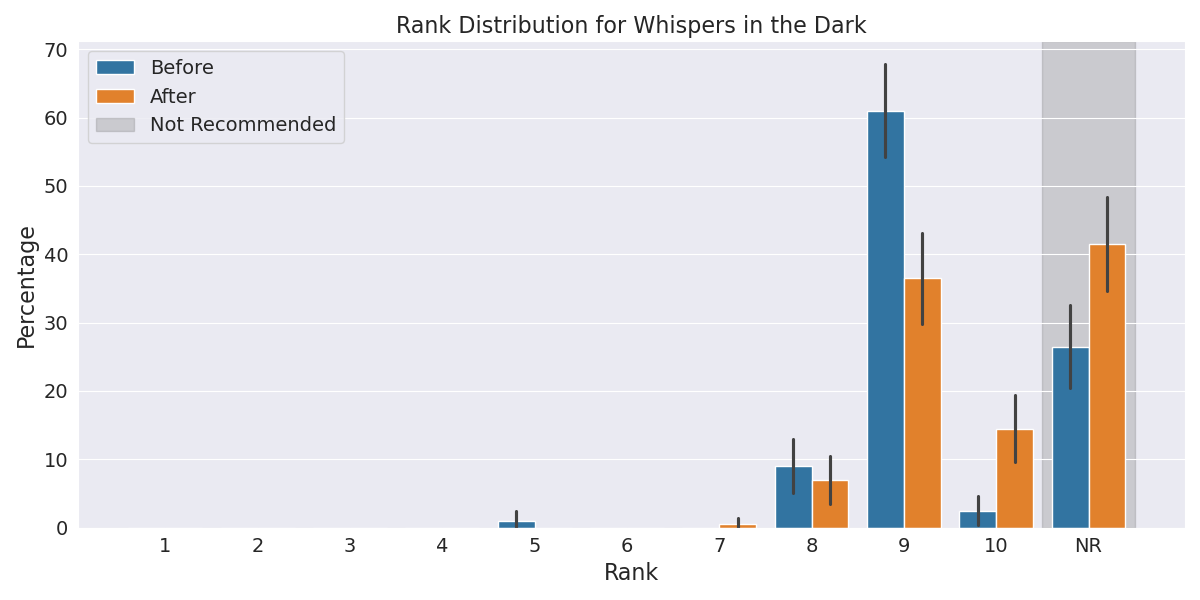 Rank Distribution for Whispers in the Dark
Before
After
Not Recommended
Percentage
70
60
50
40
30
20
10
0
1 2 3 4 5 6 7 8 9 10 NR
Rank